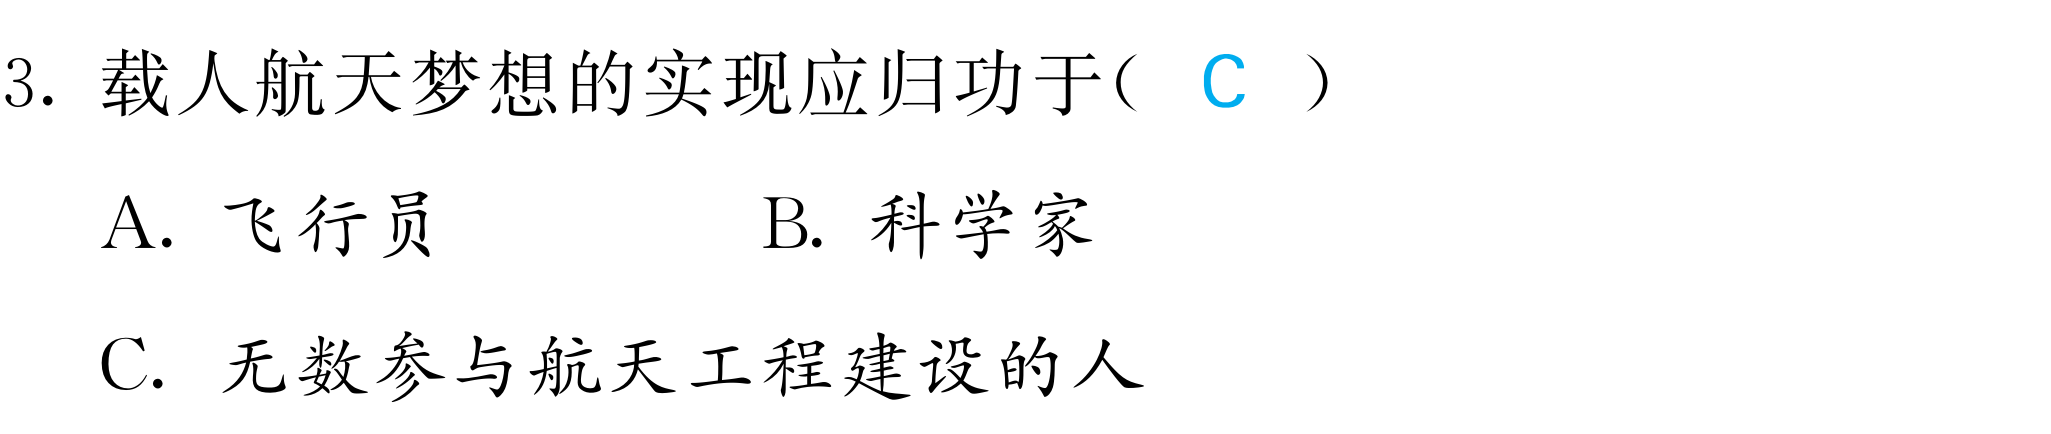 3. 载人航天梦想的实现应归功于( C )
A. 飞行员 B. 科学家
C. 无数参与航天工程建设的人